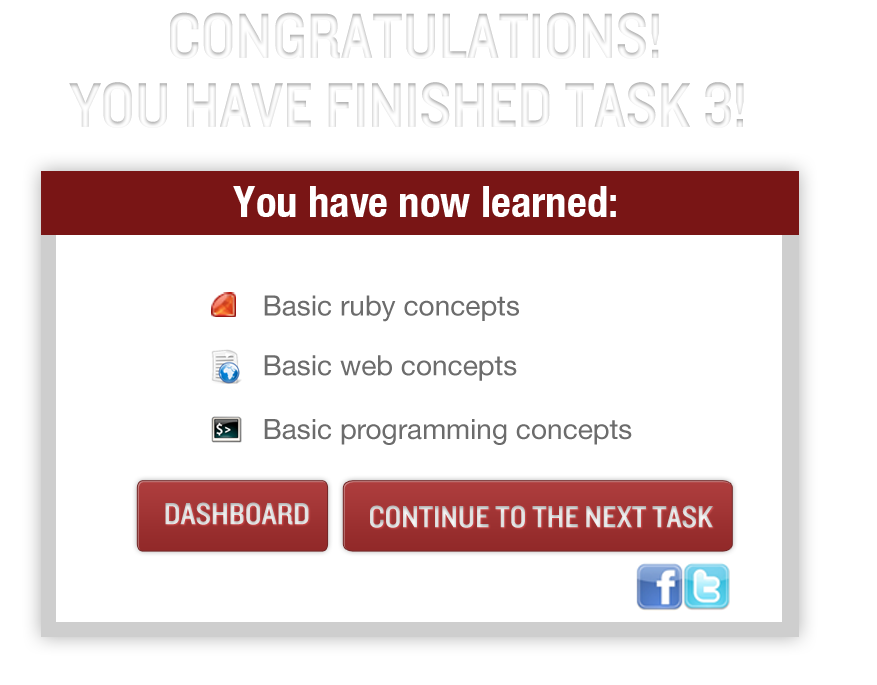 CONGRATULATIONS!
YOU HAVE FINISHED TASK 3!
You have now learned:
Basic ruby concepts
Basic web concepts
$>
Basic programming concepts
DASHBOARD
CONTINUE TO THE NEXT TASK
f t